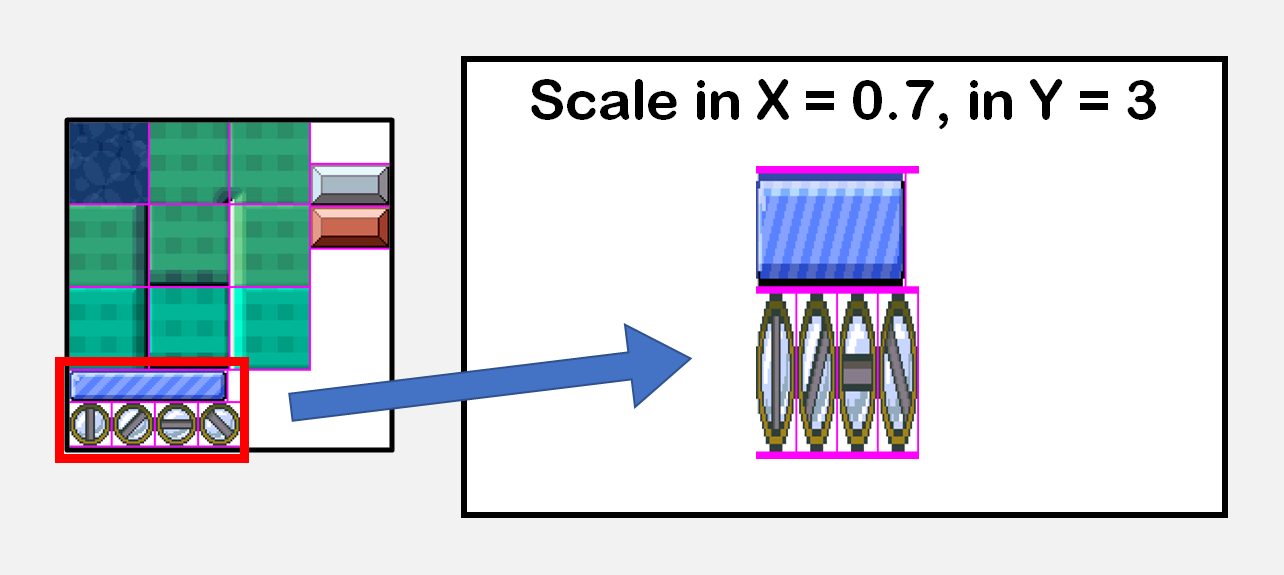 Scale in X = 0.7, in Y = 3